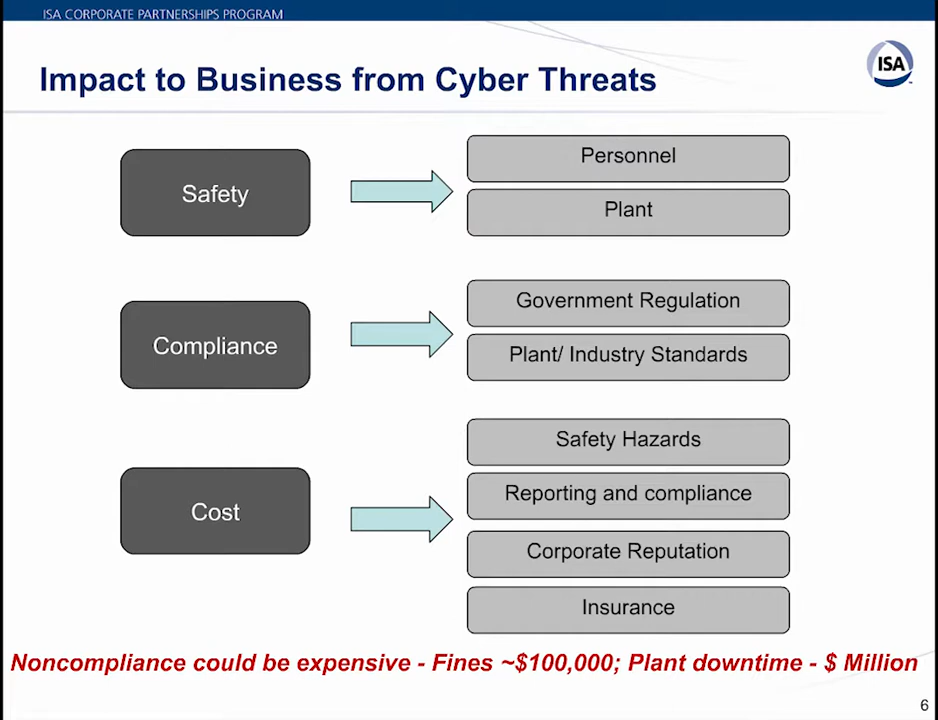 ISA CORPORATE PARTNERSHIPS PROGRAM
Impact to Business from Cyber Threats
ISA
Safety
Personnel
Plant
Compliance
Government Regulation
Plant/ Industry Standards
Cost
Safety Hazards
Reporting and compliance
Corporate Reputation
Insurance
Noncompliance could be expensive - Fines ~$100,000; Plant downtime - $ Million
6